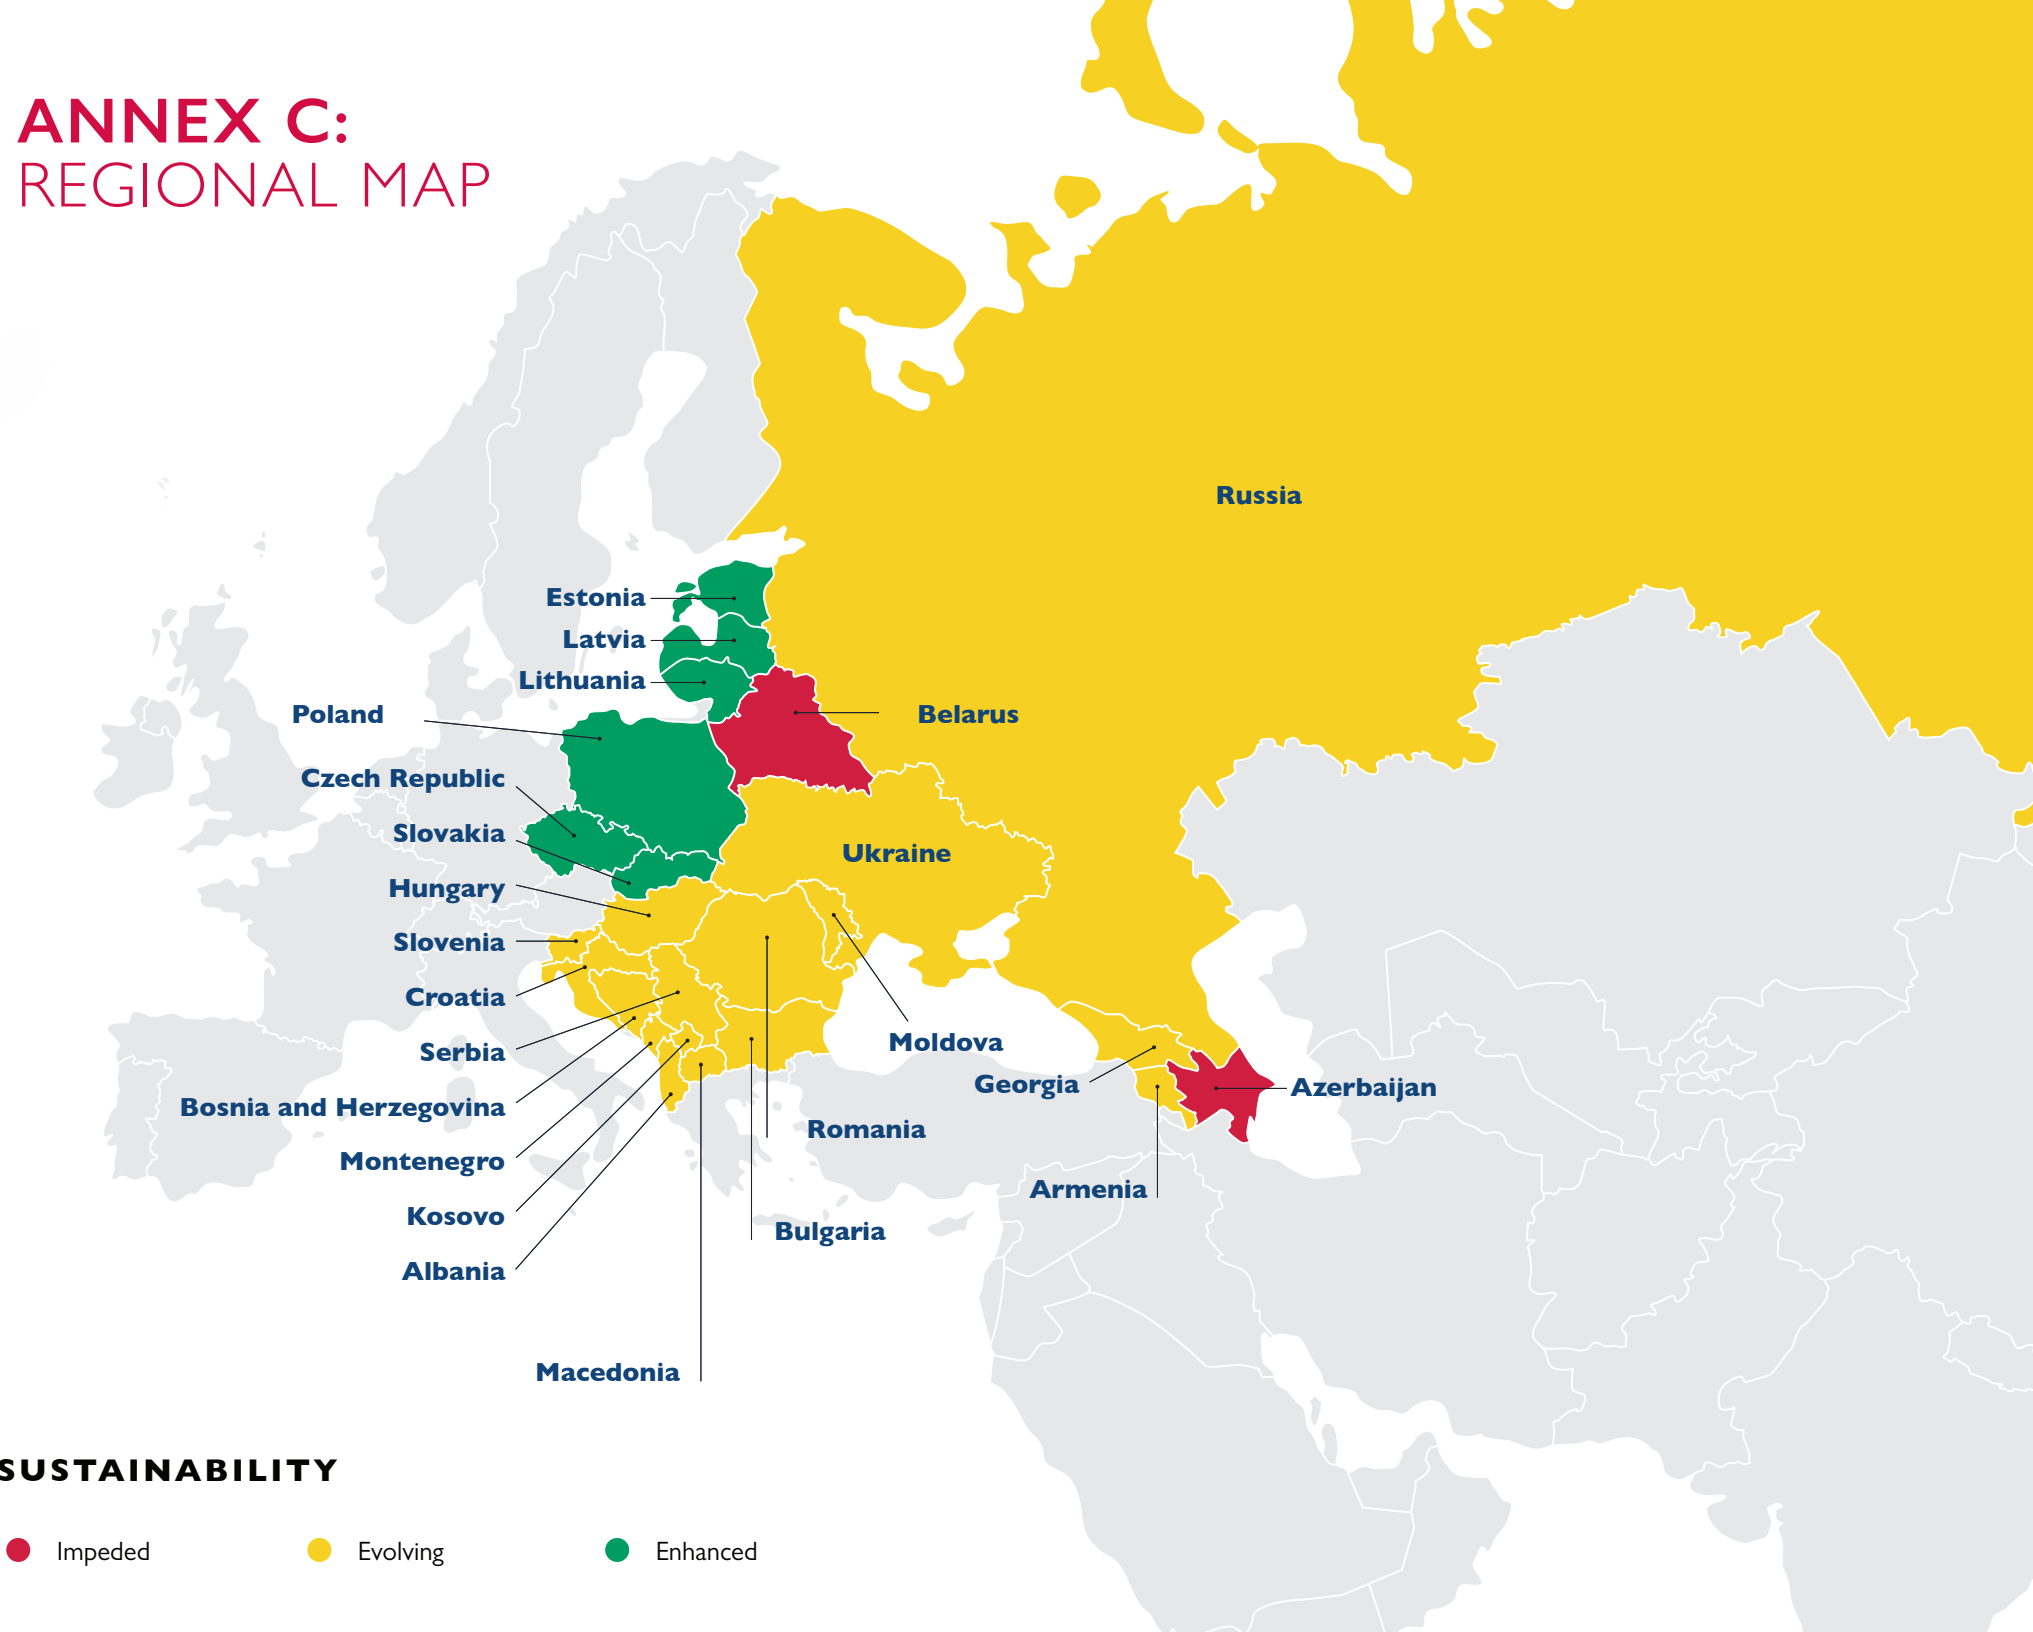 ANNEX C:
REGIONAL MAP
Russia
Estonia
Latvia
Lithuania
Poland
Belarus
Czech Republic
Slovakia
Ukraine
Hungary
Slovenia
Croatia
Serbia
Moldova
Georgia
Azerbaijan
Bosnia and Herzegovina
Romania
Montenegro
Armenia
Kosovo
Bulgaria
Albania
Macedonia
SUSTAINABILITY
Impeded
Evolving
Enhanced